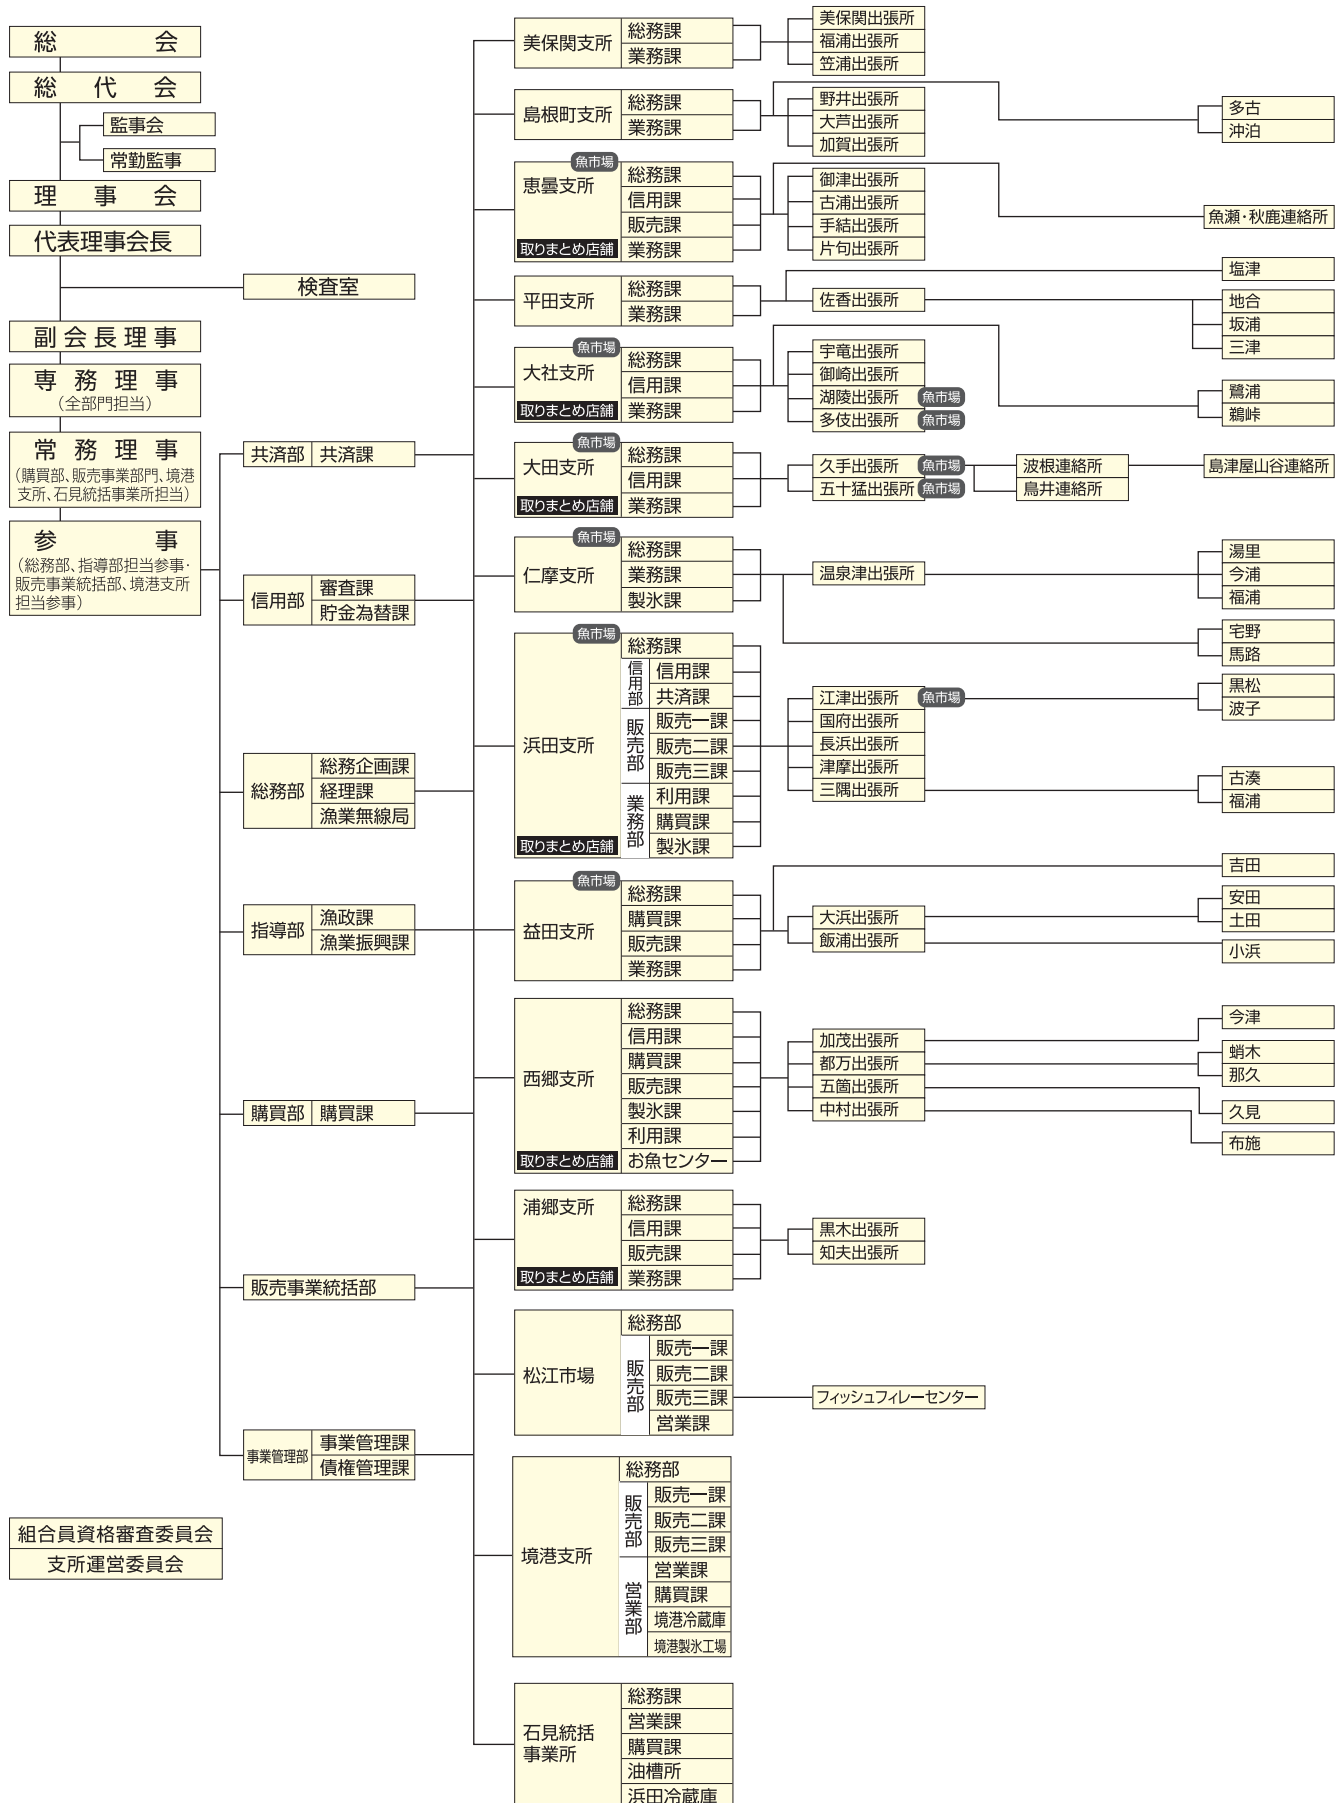 総会
総代会
監事会
常勤監事
理事会
代表理事会長
検査室
副会長理事
専務理事
（全部門担当）
常務理事
（購買部、販売事業部門、境港
支所、石見統括事業所担当）
参事
（総務部、指導部担当参事・
販売事業統括部、境港支所
担当参事）
組合員資格審査委員会
支所運営委員会
共済部
共済課
信用部
審査課
貯金為替課
総務部
総務企画課
経理課
漁業無線局
指導部
漁政課
漁業振興課
購買部
購買課
販売事業統括部
事業管理部
事業管理課
債権管理課
美保関支所
総務課
業務課
美保関出張所
福浦出張所
笠浦出張所
島根町支所
総務課
業務課
野井出張所
大芦出張所
加賀出張所
多古
沖泊
魚市場
恵曇支所
取りまとめ店舗
総務課
信用課
販売課
業務課
御津出張所
古浦出張所
手結出張所
片句出張所
魚瀬・秋鹿連絡所
平田支所
総務課
業務課
佐香出張所
塩津
地合
坂浦
三津
魚市場
大社支所
取りまとめ店舗
総務課
信用課
業務課
宇竜出張所
御崎出張所
湖陵出張所
魚市場
多伎出張所
魚市場
鷺浦
鵜峠
魚市場
大田支所
取りまとめ店舗
総務課
信用課
業務課
久手出張所
魚市場
五十猛出張所
魚市場
波根連絡所
鳥井連絡所
島津屋山谷連絡所
魚市場
仁摩支所
総務課
業務課
製氷課
温泉津出張所
湯里
今浦
福浦
宅野
馬路
魚市場
浜田支所
取りまとめ店舗
総務課
信用部
信用課
共済課
販売部
販売一課
販売二課
販売三課
業務部
利用課
購買課
製氷課
江津出張所
魚市場
国府出張所
長浜出張所
津摩出張所
三隅出張所
黒松
波子
古湊
福浦
魚市場
益田支所
総務課
購買課
販売課
業務課
大浜出張所
飯浦出張所
吉田
安田
土田
小浜
西郷支所
取りまとめ店舗
総務課
信用課
購買課
販売課
製氷課
利用課
お魚センター
加茂出張所
都万出張所
五箇出張所
中村出張所
今津
蛸木
那久
久見
布施
浦郷支所
取りまとめ店舗
総務課
信用課
販売課
業務課
黒木出張所
知夫出張所
松江市場
総務部
販売部
販売一課
販売二課
販売三課
営業課
フィッシュフィレーセンター
境港支所
総務部
販売部
販売一課
販売二課
販売三課
営業部
営業課
購買課
境港冷蔵庫
境港製氷工場
石見統括
事業所
総務課
営業課
購買課
油槽所
浜田冷蔵庫